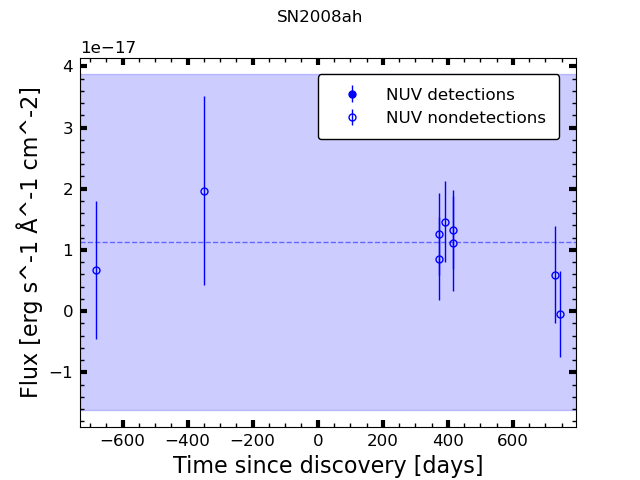 SN2008ah
1e−17
4
3
2
1
0
−1
Flux [erg s^-1 Å^-1 cm^-2]
NUV detections
NUV nondetections
−600 −400 −200 0 200 400 600
Time since discovery [days]